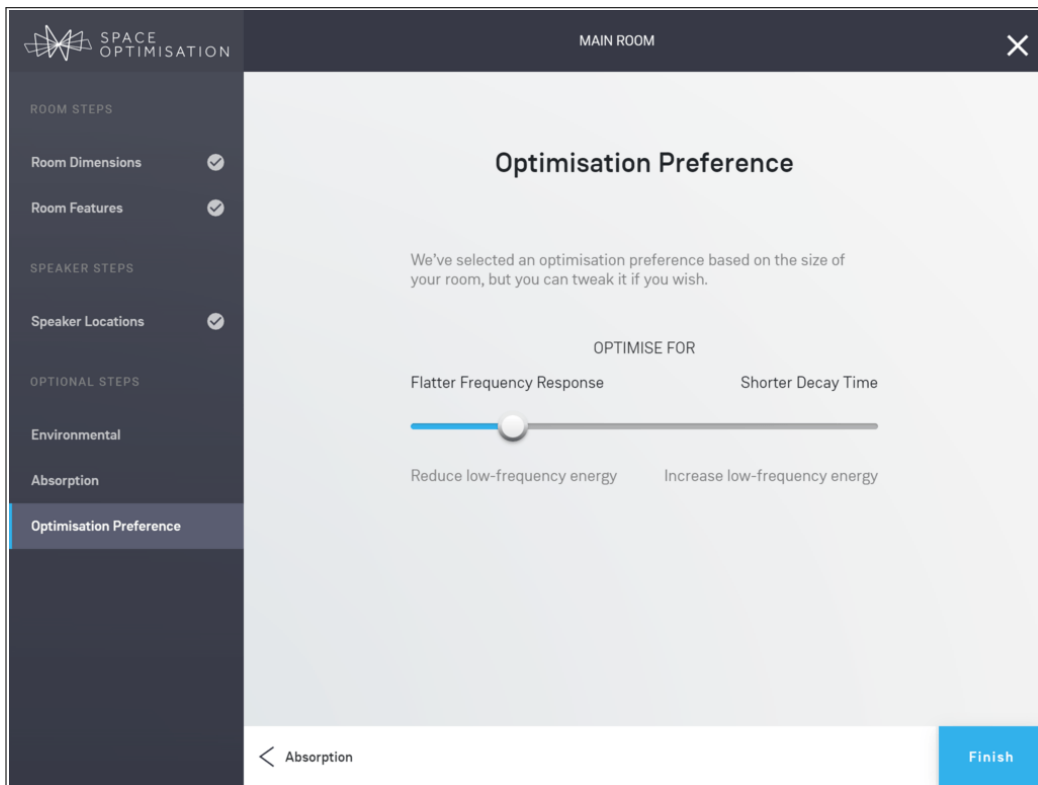 SPACE
OPTIMISATION
MAIN ROOM
ROOM STEPS
Room Dimensions
Room Features
SPEAKER STEPS
Speaker Locations
OPTIONAL STEPS
Environmental
Absorption
Optimisation Preference
Optimisation Preference
We've selected an optimisation preference based on the size of
your room, but you can tweak it if you wish.
OPTIMISE FOR
Flatter Frequency Response Shorter Decay Time
Reduce low-frequency energy Increase low-frequency energy
Absorption
Finish